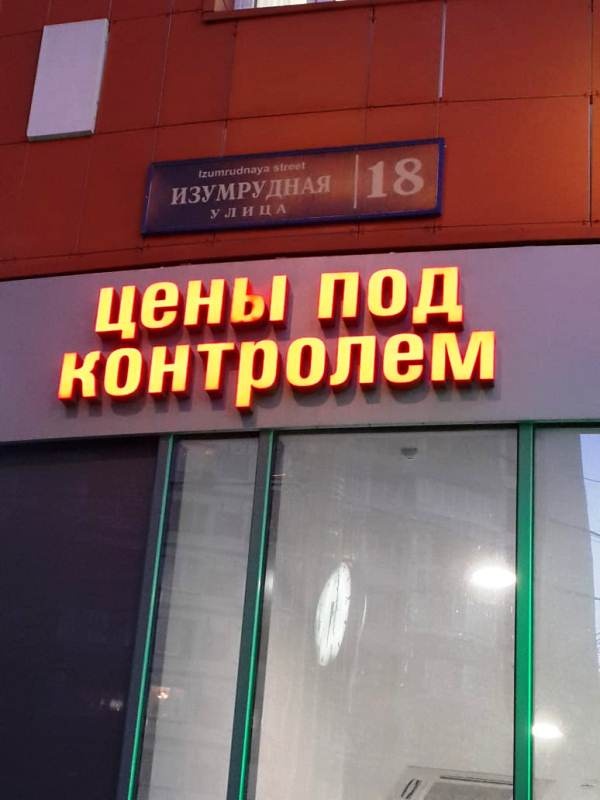 Izumrudnaya street
ИЗУМРУДНАЯ
УЛИЦА
18
цены под
контролем